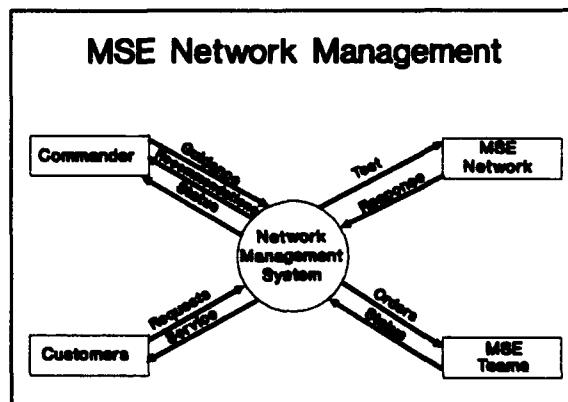 MSE Network Management
Commander
Guidance
Recommendations
Status
Test
Response
MSE
Network
Network
Management
System
Requests
Service
Orders
Status
Customers
MSE
Teams